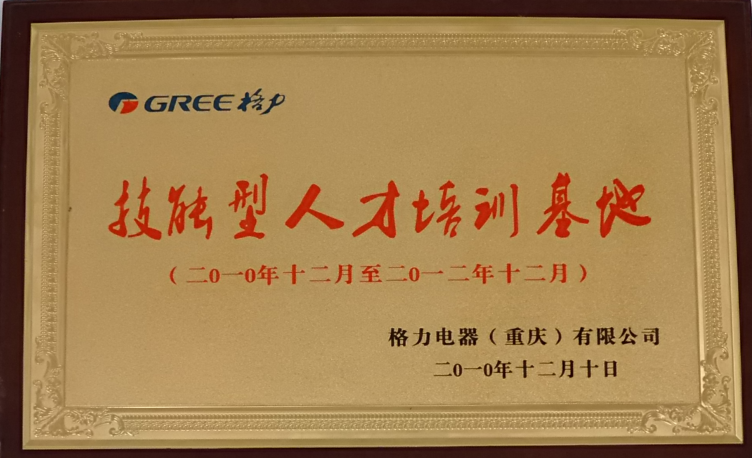 GREE格力
技能型人才培训基地
（二0一0年十二月至二0一二年十二月）
格力电器（重庆）有限公司
二0一0年十二月十日